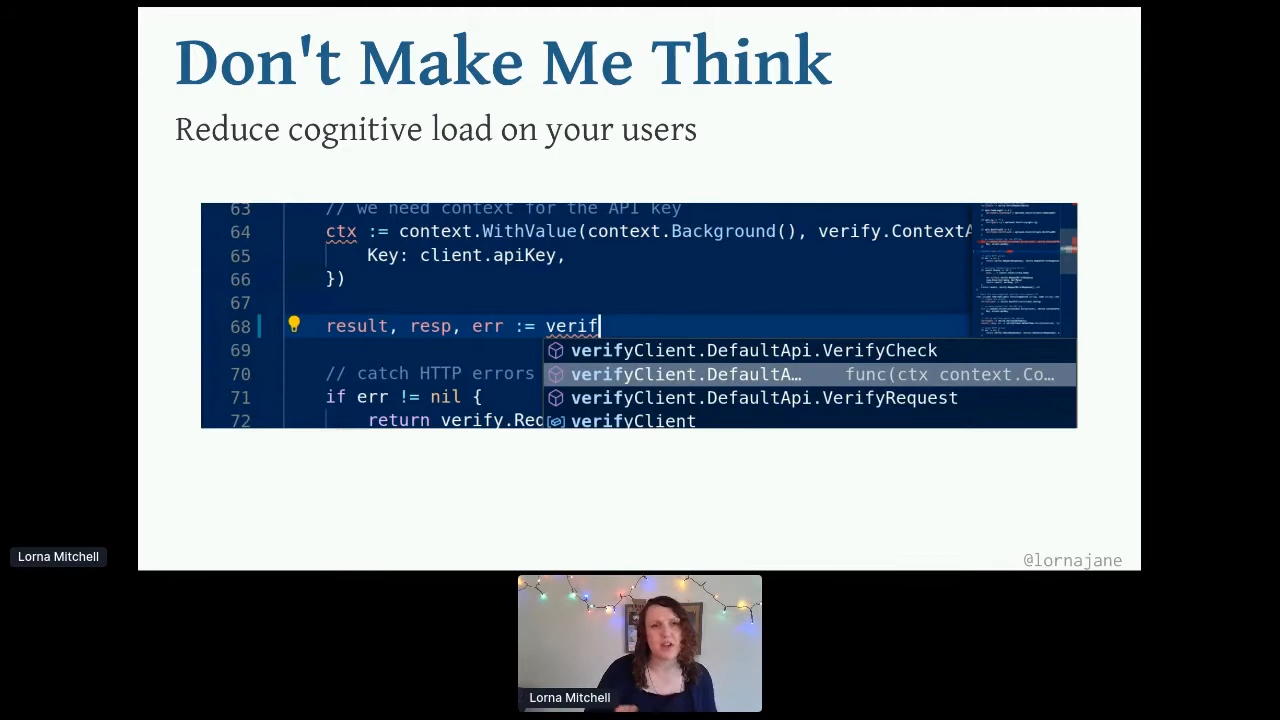 Don't Make Me Think
Reduce cognitive load on your users
63 // we need context for the API key
64 ctx := context.WithValue(context.Background(), verify.ContextA
65 Key: client.apiKey,
66 })
67
68 result, resp, err := verif
69 verifyClient.DefaultApi.VerifyCheck
70 // catch HTTP errors verifyClient.DefaultA… func(ctx context.Co…
71 if err != nil { verifyClient.DefaultApi.VerifyRequest
72 return verify.Req verifyClient
@lornajane
Lorna Mitchell
Lorna Mitchell